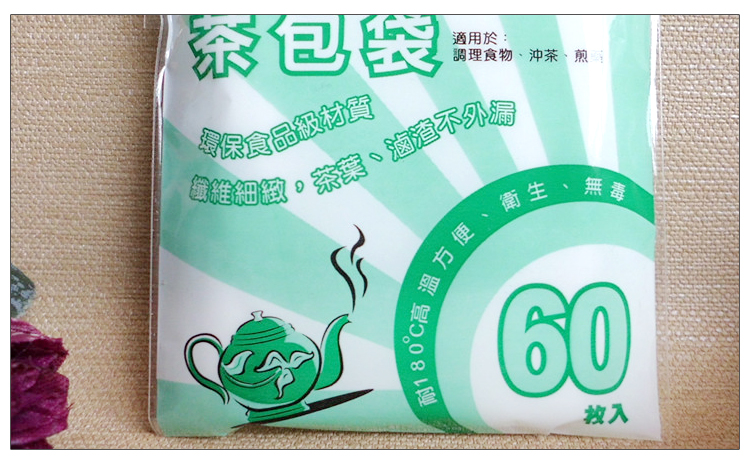 茶包袋
適用於：
調理食物、沖茶、煎
環保食品級材質
纖維細緻，茶葉、滷渣不外漏
耐180°C高溫方便、衛生、無毒
60
枚入